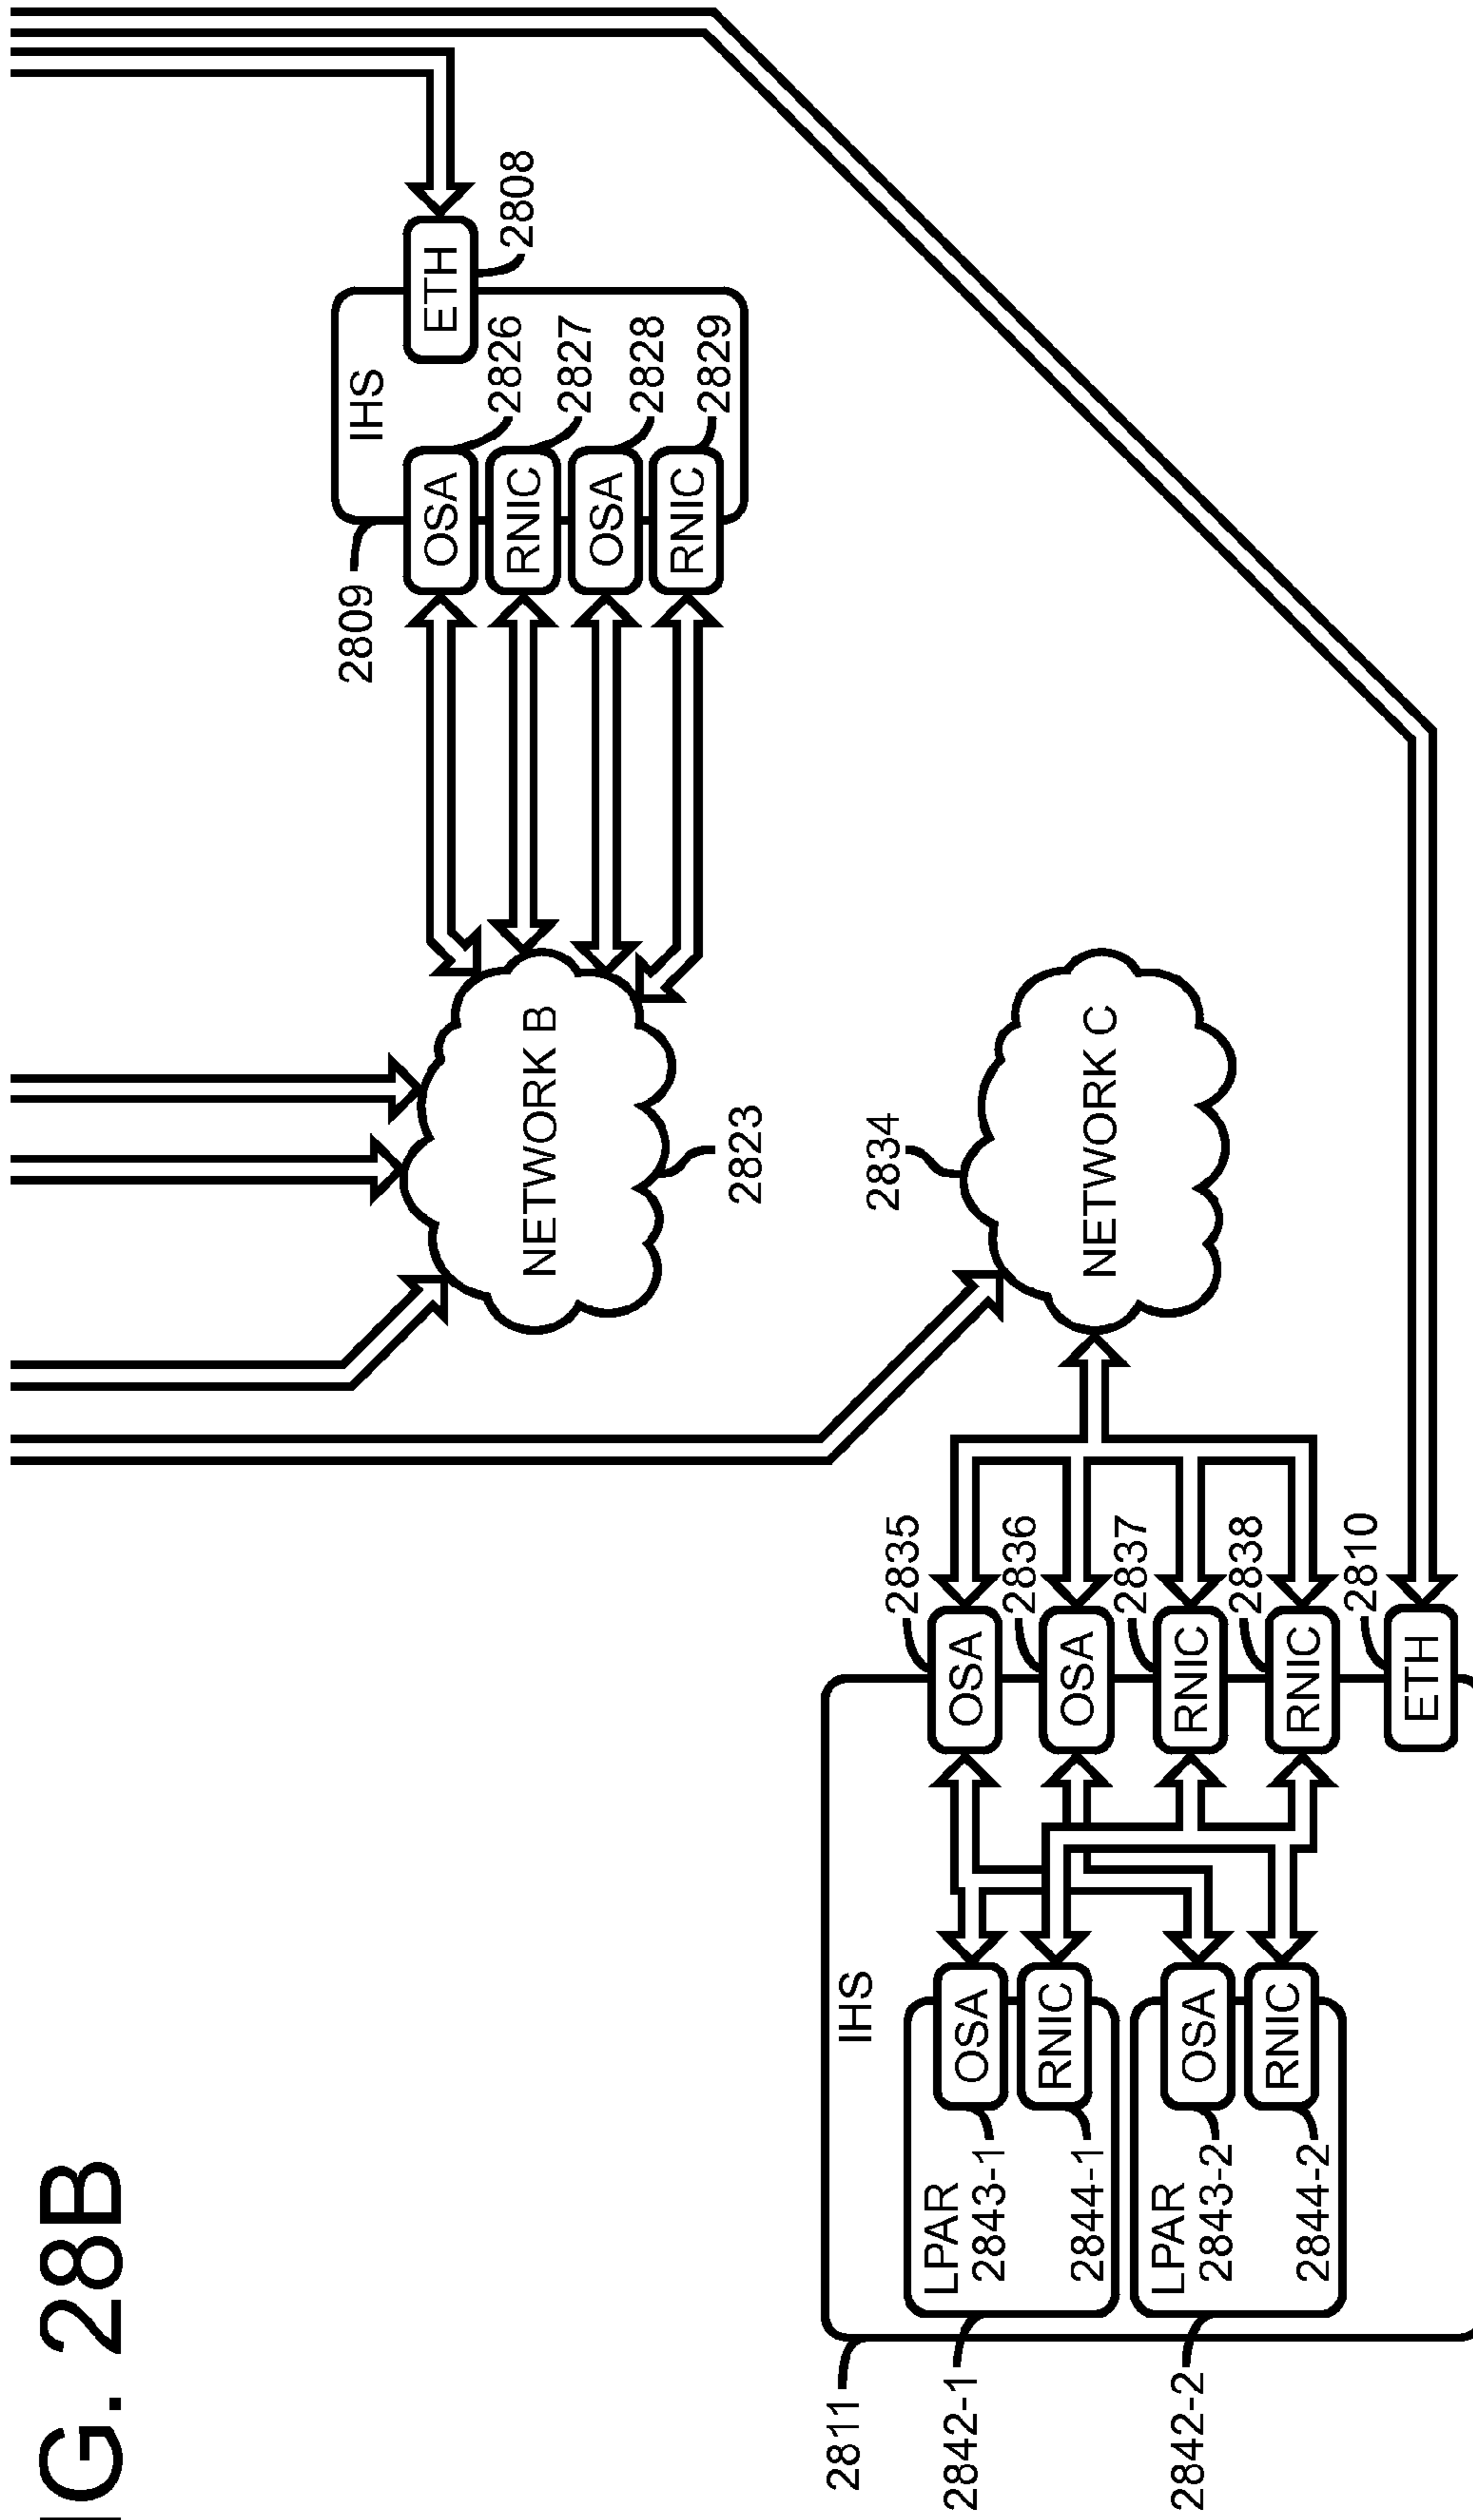 IG. 28B
2811
2842-1
2842-2
IHS
LPAR
2843-1
2844-1
OSA
RNIC
LPAR
2843-2
2844-2
OSA
RNIC
OSA
2835
OSA
2836
RNIC
2837
RNIC
2838
ETH
2810
NETWORK B
2823
2834
NETWORK C
2809
IHS
OSA
2826
RNIC
2827
OSA
2828
RNIC
2829
ETH
2808